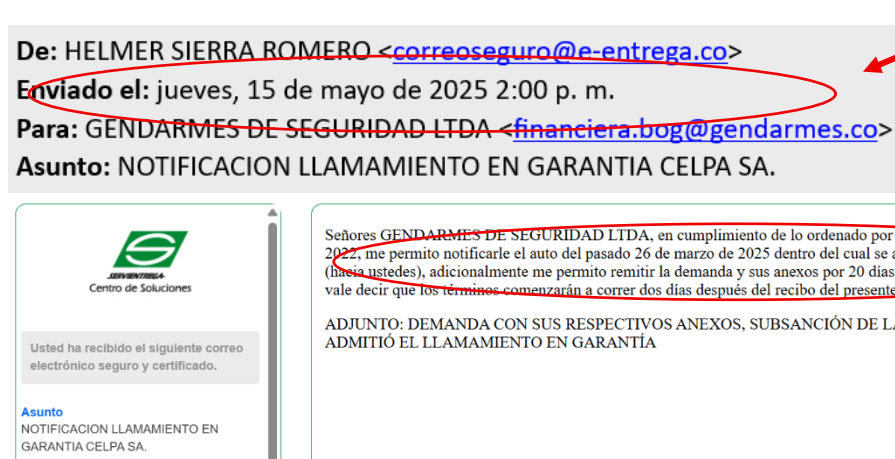 De: HELMER SIERRA ROMERO <correoseguro@e-entrega.co>
Enviado el: jueves, 15 de mayo de 2025 2:00 p. m.
Para: GENDARMES DE SEGURIDAD LTDA <financiera.bog@gendarmes.co>
Asunto: NOTIFICACION LLAMAMIENTO EN GARANTIA CELPA SA.
SERVIENTREGA
Centro de Soluciones
Usted ha recibido el siguiente correo
electrónico seguro y certificado.
Asunto
NOTIFICACION LLAMAMIENTO EN
GARANTIA CELPA SA.
Señores GENDARMES DE SEGURIDAD LTDA, en cumplimiento de lo ordenado por
2022, me permito notificarle el auto del pasado 26 de marzo de 2025 dentro del cual se a
(hacia ustedes), adicionalmente me permito remitir la demanda y sus anexos por 20 días
vale decir que los términos comenzarán a correr dos días después del recibo del presente
ADJUNTO: DEMANDA CON SUS RESPECTIVOS ANEXOS, SUBSANCIÓN DE LA
ADMITIÓ EL LLAMAMIENTO EN GARANTÍA